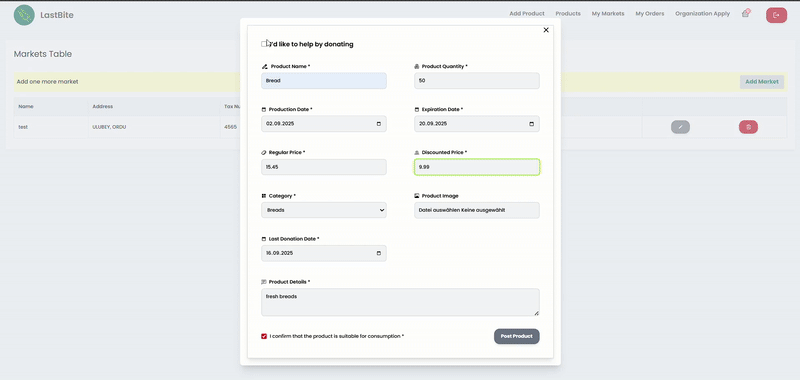 LastBite
Add Product
Products
My Markets
My Orders
Organization Apply
Markets Table
Add one more market
Add Market
Name
Address
Tax Nu
test
ULUBEY, ORDU
4565
I'd like to help by donating
Product Name *
Product Quantity *
Bread
50
Production Date *
Expiration Date *
02.09.2025
20.09.2025
Regular Price *
Discounted Price *
15.45
9.99
Category *
Product Image
Breads
Datei auswählen Keine ausgewählt
Last Donation Date *
16.09.2025
Product Details *
fresh breads
I confirm that the product is suitable for consumption *
Post Product